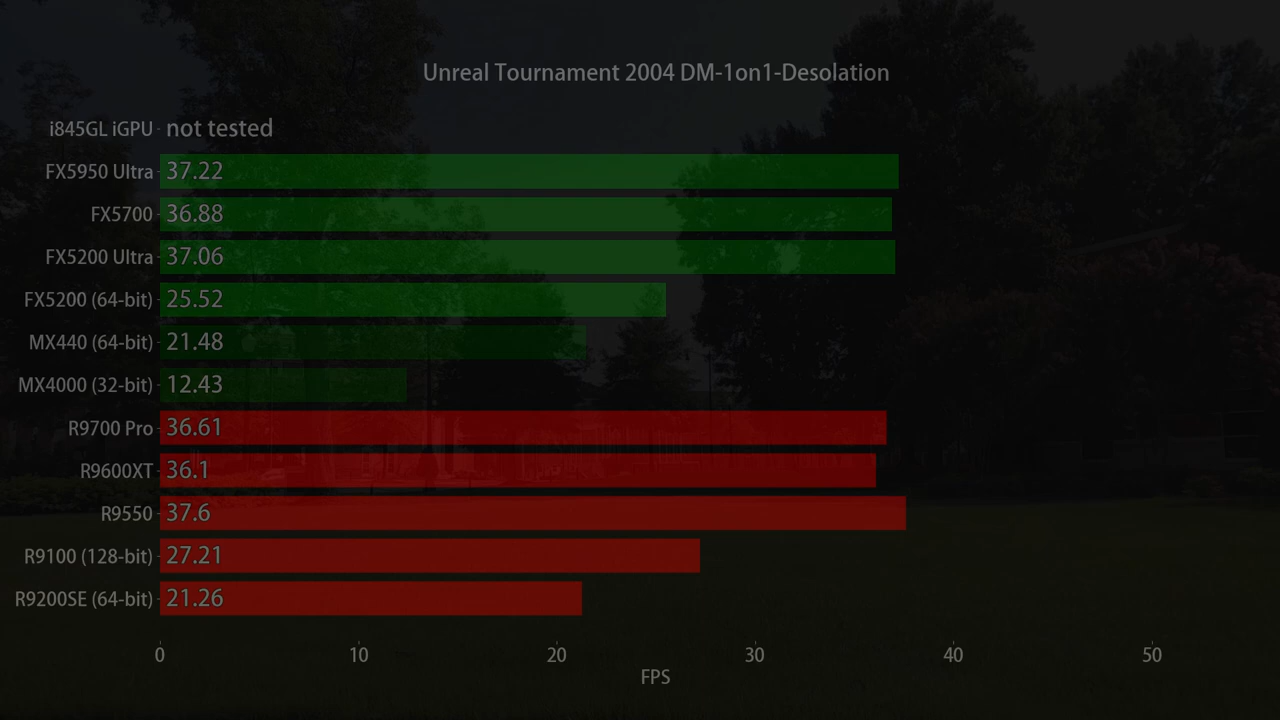 Unreal Tournament 2004 DM-1on1-Desolation
i845GL iGPU not tested
FX5950 Ultra 37.22
FX5700 36.88
FX5200 Ultra 37.06
FX5200 (64-bit) 25.52
MX440 (64-bit) 21.48
MX4000 (32-bit) 12.43
R9700 Pro 36.61
R9600XT 36.1
R9550 37.6
R9100 (128-bit) 27.21
R9200SE (64-bit) 21.26
0 10 20 30 40 50
FPS